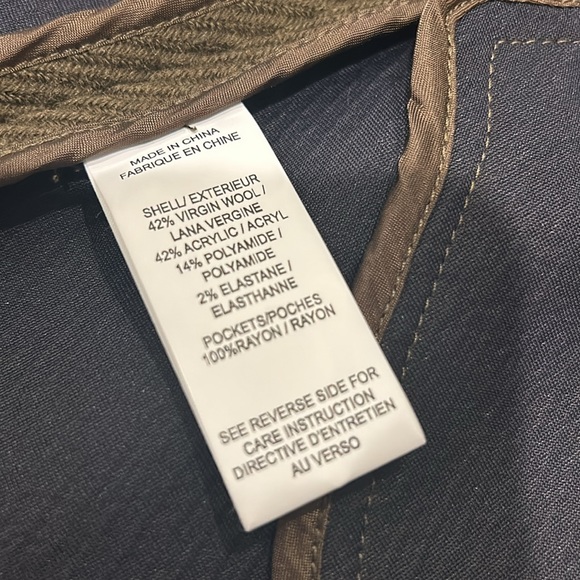 MADE IN CHINA
FABRIQUE EN CHINE
SHELL/ EXTERIEUR
42% VIRGIN WOOL /
LANA VERGINE
42% ACRYLIC / ACRYL
14% POLYAMIDE /
POLYAMIDE
2% ELASTANE /
ELASTHANNE
POCKETS/POCHES
100%RAYON / RAYON
SEE REVERSE SIDE FOR
CARE INSTRUCTION
DIRECTIVE D'ENTRETIEN
AU VERSO